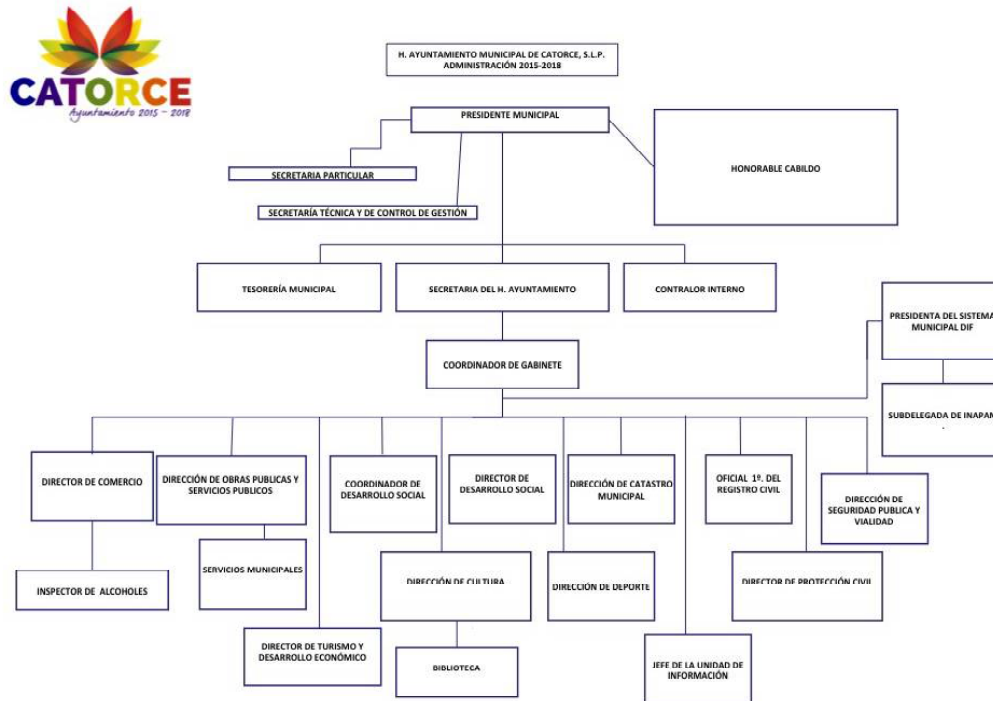 CATORCE
Ayuntamiento 2015 - 2018
H. AYUNTAMIENTO MUNICIPAL DE CATORCE, S.L.P.
ADMINISTRACIÓN 2015-2018
PRESIDENTE MUNICIPAL
HONORABLE CABILDO
SECRETARIA PARTICULAR
SECRETARÍA TÉCNICA Y DE CONTROL DE GESTIÓN
TESORERÍA MUNICIPAL
SECRETARIA DEL H. AYUNTAMIENTO
CONTRALOR INTERNO
PRESIDENTA DEL SISTEMA
MUNICIPAL DIF
COORDINADOR DE GABINETE
SUBDELEGADA DE INAPAM
.
DIRECTOR DE COMERCIO
DIRECCIÓN DE OBRAS PUBLICAS Y
SERVICIOS PUBLICOS
COORDINADOR DE
DESARROLLO SOCIAL
DIRECTOR DE
DESARROLLO SOCIAL
DIRECCIÓN DE CATASTRO
MUNICIPAL
OFICIAL 1º. DEL
REGISTRO CIVIL
DIRECCIÓN DE
SEGURIDAD PUBLICA Y
VIALIDAD
INSPECTOR DE ALCOHOLES
SERVICIOS MUNICIPALES
DIRECCIÓN DE CULTURA
DIRECCIÓN DE DEPORTE
DIRECTOR DE PROTECCIÓN CIVIL
DIRECTOR DE TURISMO Y
DESARROLLO ECONÓMICO
BIBLIOTECA
JEFE DE LA UNIDAD DE
INFORMACIÓN